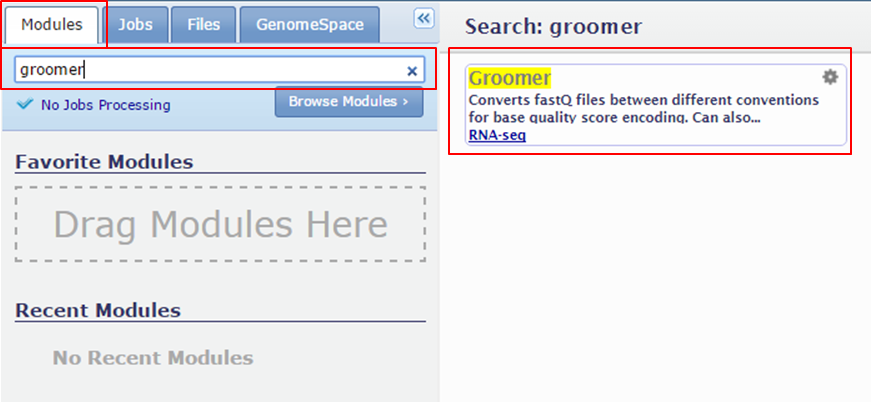 Modules Jobs Files GenomeSpace «
groomer ×
No Jobs Processing Browse Modules ›
Favorite Modules
Drag Modules Here
Recent Modules
No Recent Modules
Search: groomer
Groomer
Converts fastQ files between different conventions
for base quality score encoding. Can also...
RNA-seq